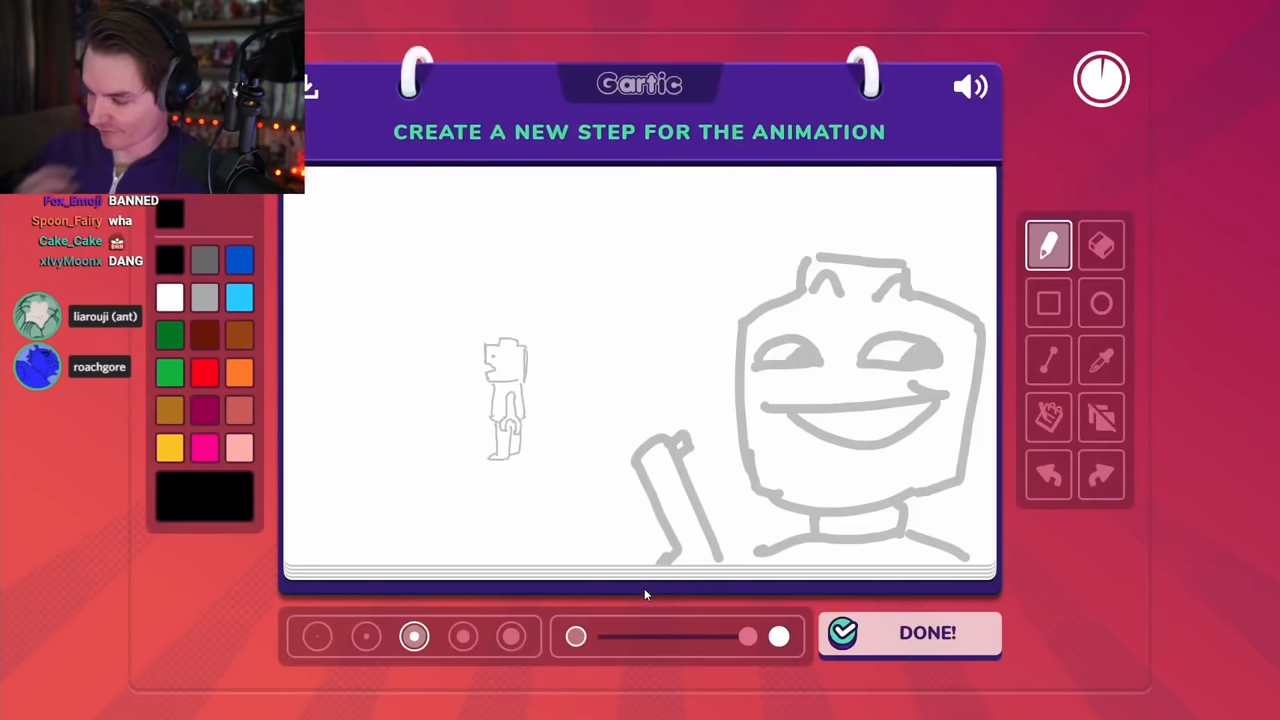 Gartic
CREATE A NEW STEP FOR THE ANIMATION
Fox_Emoji BANNED
Spoon_Fairy wha
Cake_Cake
xIvyMoonx DANG
liarouji (ant)
roachgore
DONE!